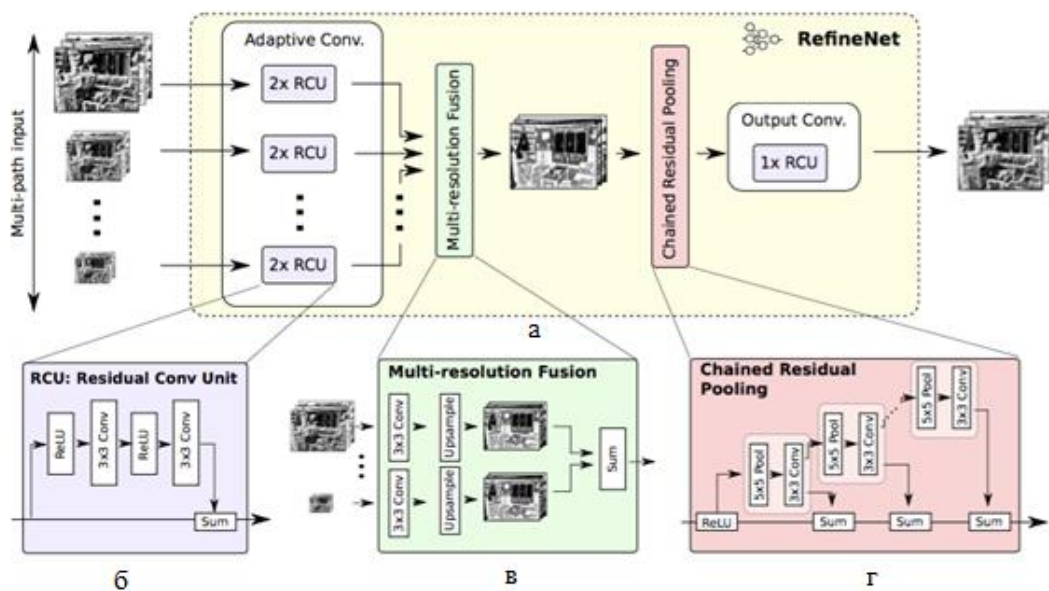 Multi-path input
Adaptive Conv.
2x RCU
2x RCU
2x RCU
Multi-resolution Fusion
Chained Residual Pooling
RefineNet
Output Conv.
1x RCU
а
RCU: Residual Conv Unit
ReLU
3x3 Conv
ReLU
3x3 Conv
Sum
б
Multi-resolution Fusion
3x3 Conv
Upsample
3x3 Conv
Upsample
Sum
в
Chained Residual
Pooling
ReLU
5x5 Pool
3x3 Conv
5x5 Pool
3x3 Conv
5x5 Pool
3x3 Conv
Sum
Sum
Sum
г